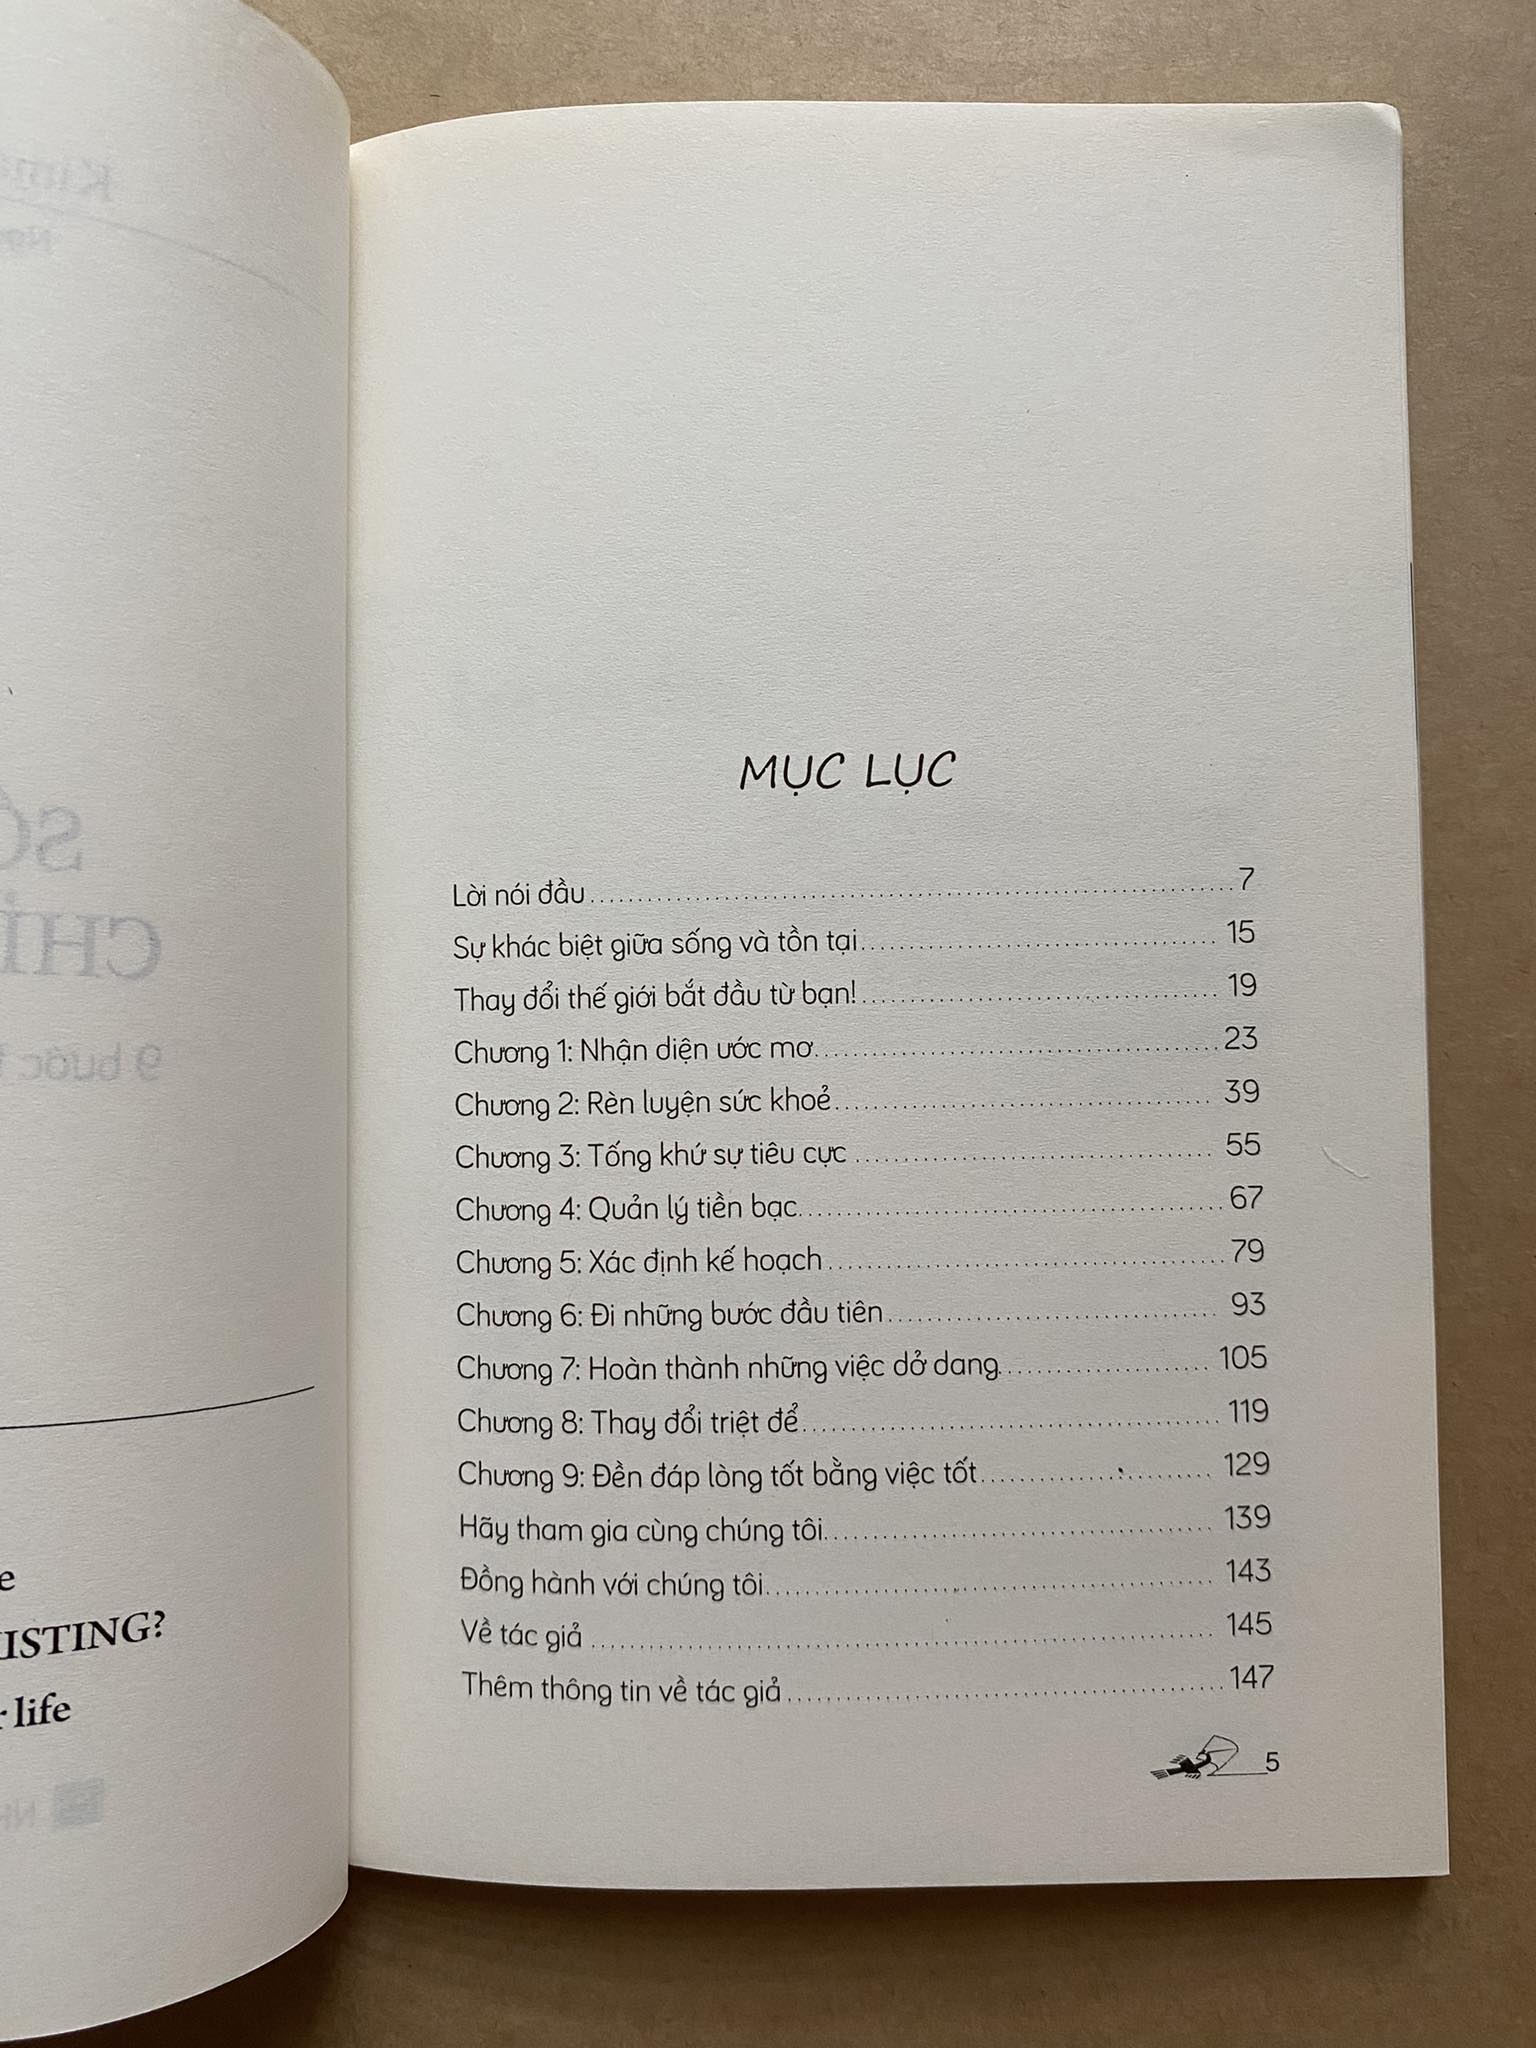 e
ISTING?
r life
MỤC LỤC
Lời nói đầu 7
Sự khác biệt giữa sống và tồn tại 15
Thay đổi thế giới bắt đầu từ bạn! 19
Chương 1: Nhận diện ước mơ 23
Chương 2: Rèn luyện sức khoẻ 39
Chương 3: Tống khứ sự tiêu cực 55
Chương 4: Quản lý tiền bạc 67
Chương 5: Xác định kế hoạch 79
Chương 6: Đi những bước đầu tiên 93
Chương 7: Hoàn thành những việc dở dang 105
Chương 8: Thay đổi triệt để 119
Chương 9: Đền đáp lòng tốt bằng việc tốt 129
Hãy tham gia cùng chúng tôi 139
Đồng hành với chúng tôi 143
Về tác giả 145
Thêm thông tin về tác giả 147
5